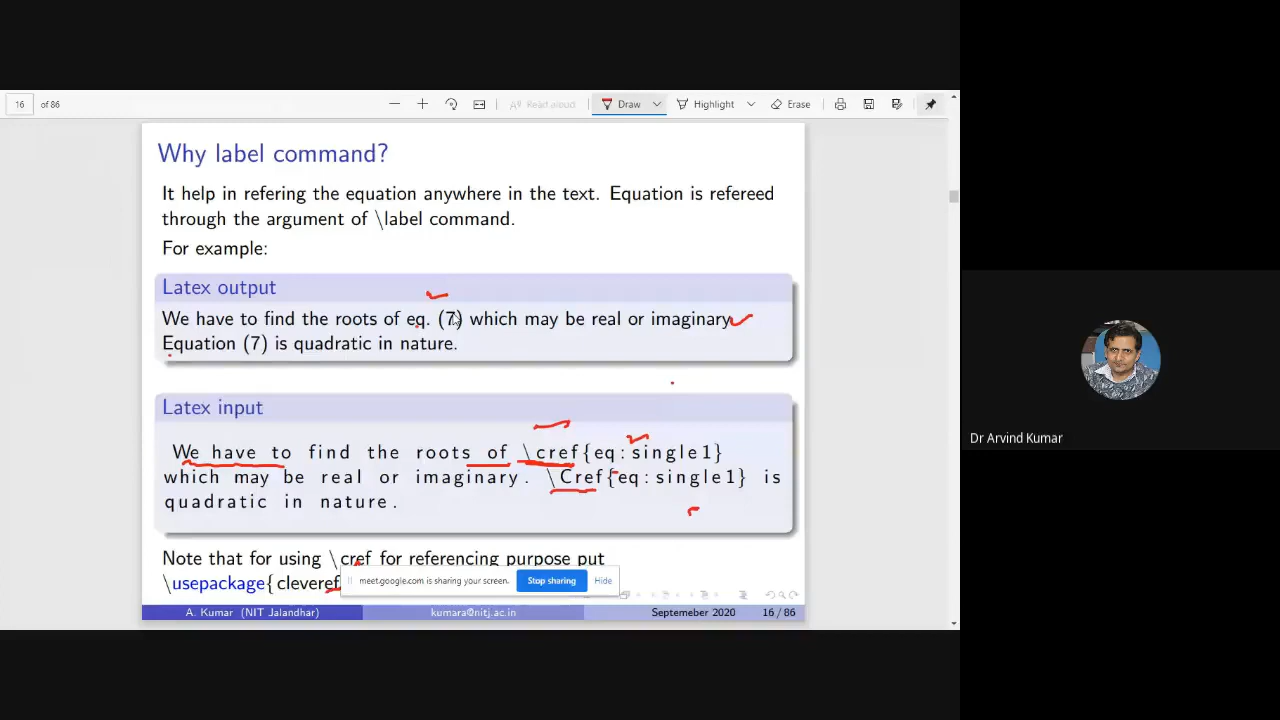 16 of 86 Read aloud Draw Highlight Erase
Why label command?
It help in refering the equation anywhere in the text. Equation is refereed
through the argument of \label command.
For example:
Latex output
We have to find the roots of eq. (7) which may be real or imaginary
Equation (7) is quadratic in nature.
Latex input
We have to find the roots of \cref{eq:single1}
which may be real or imaginary. \Cref{eq:single1} is
quadratic in nature.
Note that for using \cref for referencing purpose put
\usepackage{cleveref
meet.google.com is sharing your screen. Stop sharing Hide
A. Kumar (NIT Jalandhar) kumara@nitj.ac.in Septemeber 2020 16 / 86
Dr Arvind Kumar